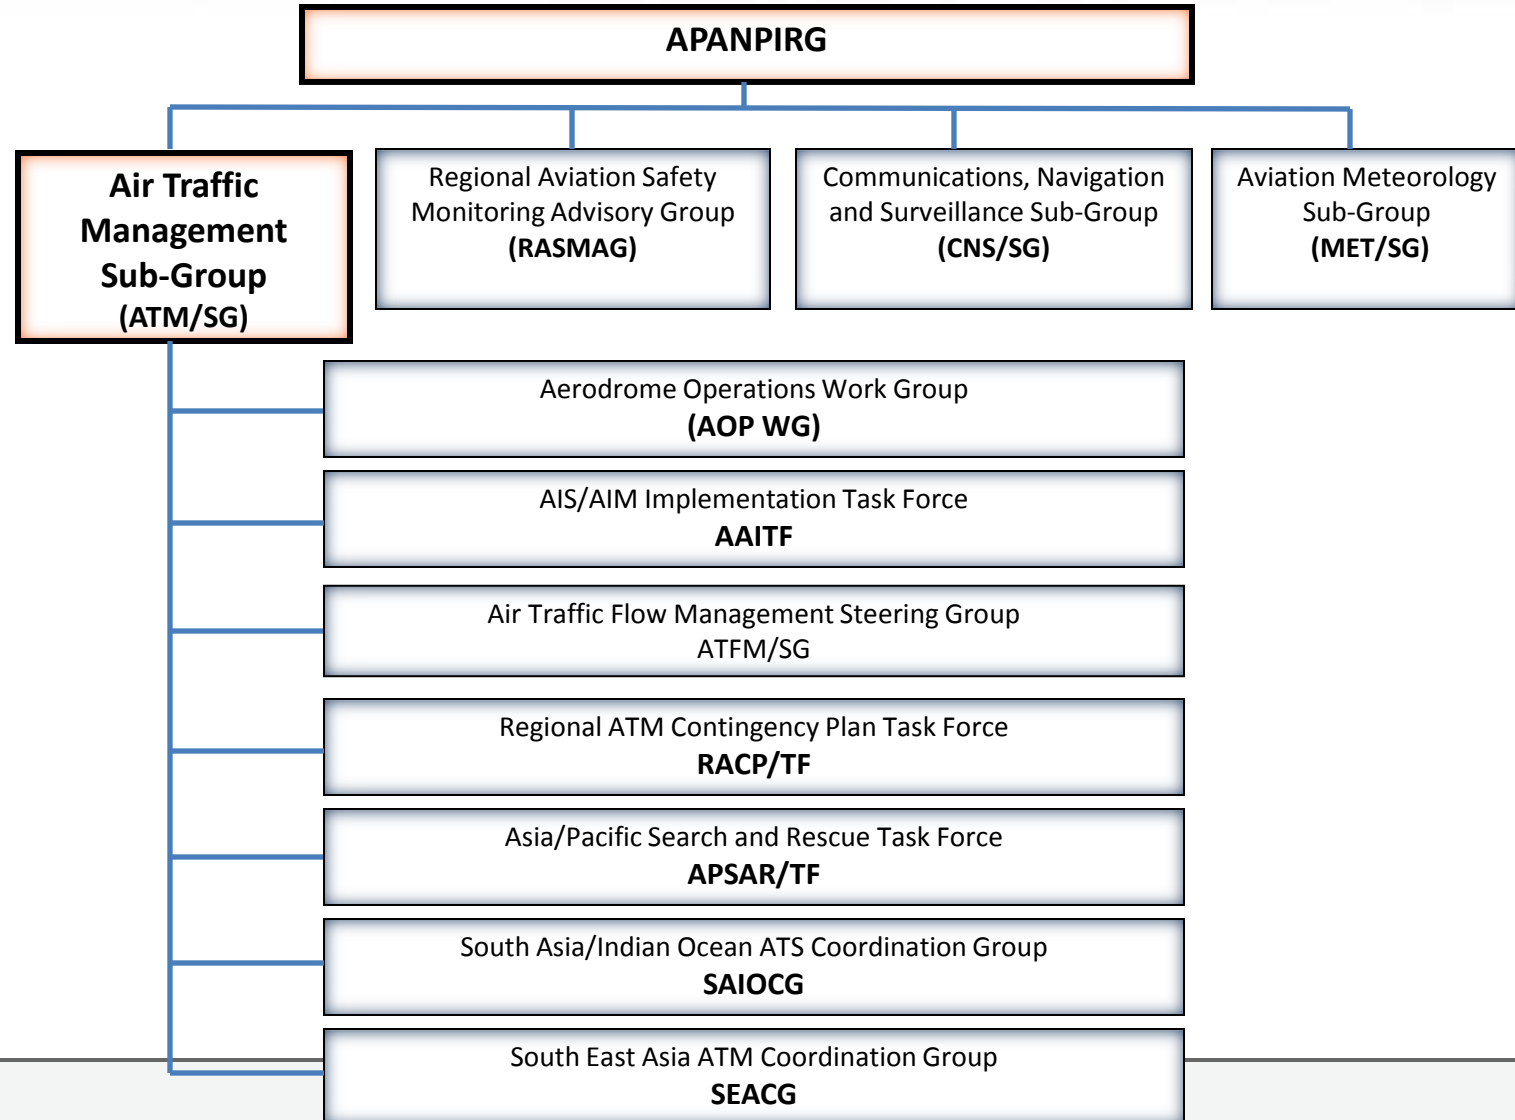 APANPIRG
Air Traffic
Management
Sub-Group
(ATM/SG)
Regional Aviation Safety
Monitoring Advisory Group
(RASMAG)
Communications, Navigation
and Surveillance Sub-Group
(CNS/SG)
Aviation Meteorology
Sub-Group
(MET/SG)
Aerodrome Operations Work Group
(AOP WG)
AIS/AIM Implementation Task Force
AAITF
Air Traffic Flow Management Steering Group
ATFM/SG
Regional ATM Contingency Plan Task Force
RACP/TF
Asia/Pacific Search and Rescue Task Force
APSAR/TF
South Asia/Indian Ocean ATS Coordination Group
SAIOCG
South East Asia ATM Coordination Group
SEACG